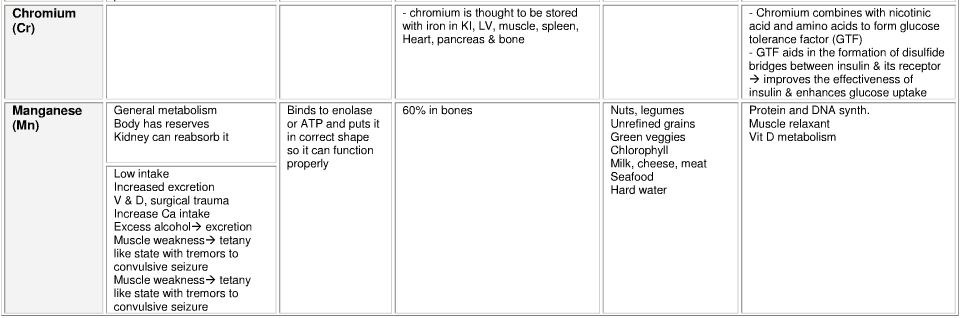 Chromium
(Cr)
- chromium is thought to be stored
with iron in KI, LV, muscle, spleen,
Heart, pancreas & bone
- Chromium combines with nicotinic
acid and amino acids to form glucose
tolerance factor (GTF)
- GTF aids in the formation of disulfide
bridges between insulin & its receptor
→ improves the effectiveness of
insulin & enhances glucose uptake
Manganese
(Mn)
General metabolism
Body has reserves
Kidney can reabsorb it
Low intake
Increased excretion
V & D, surgical trauma
Increase Ca intake
Excess alcohol→ excretion
Muscle weakness→ tetany
like state with tremors to
convulsive seizure
Muscle weakness→ tetany
like state with tremors to
convulsive seizure
Binds to enolase
or ATP and puts it
in correct shape
so it can function
properly
60% in bones
Nuts, legumes
Unrefined grains
Green veggies
Chlorophyll
Milk, cheese, meat
Seafood
Hard water
Protein and DNA synth.
Muscle relaxant
Vit D metabolism